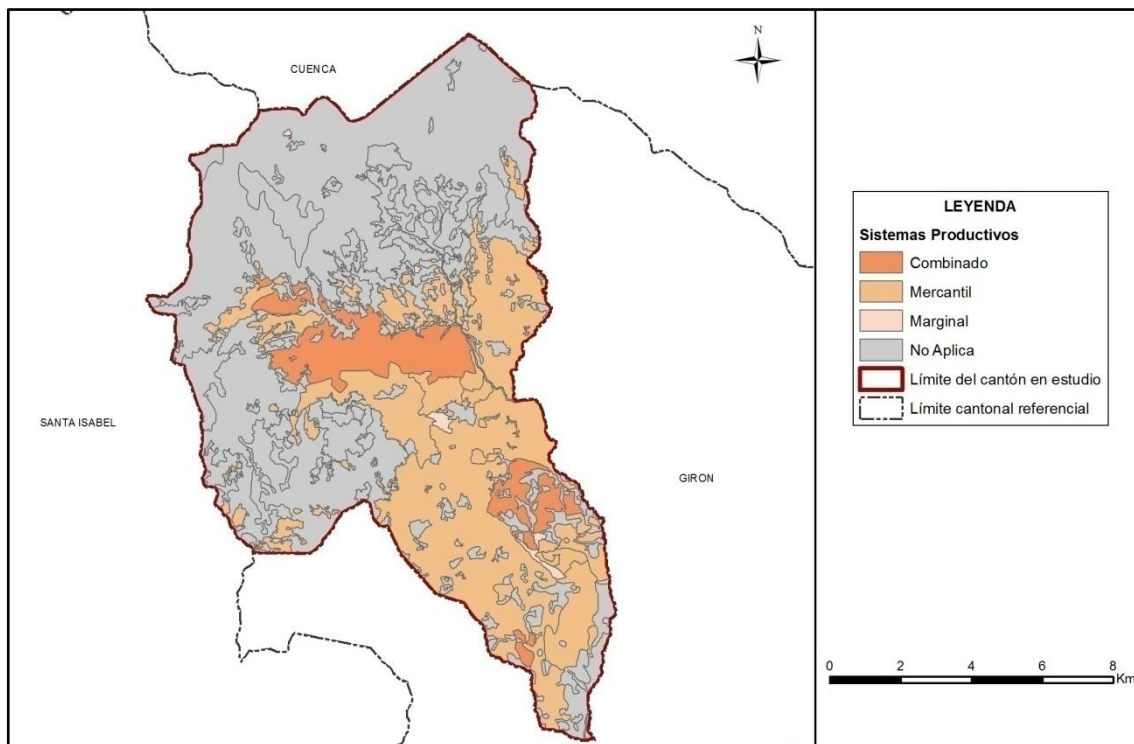 CUENCA
N
SANTA ISABEL
GIRON
LEYENDA
Sistemas Productivos
Combinado
Mercantil
Marginal
No Aplica
Límite del cantón en estudio
Límite cantonal referencial
0 2 4 6 8
Km